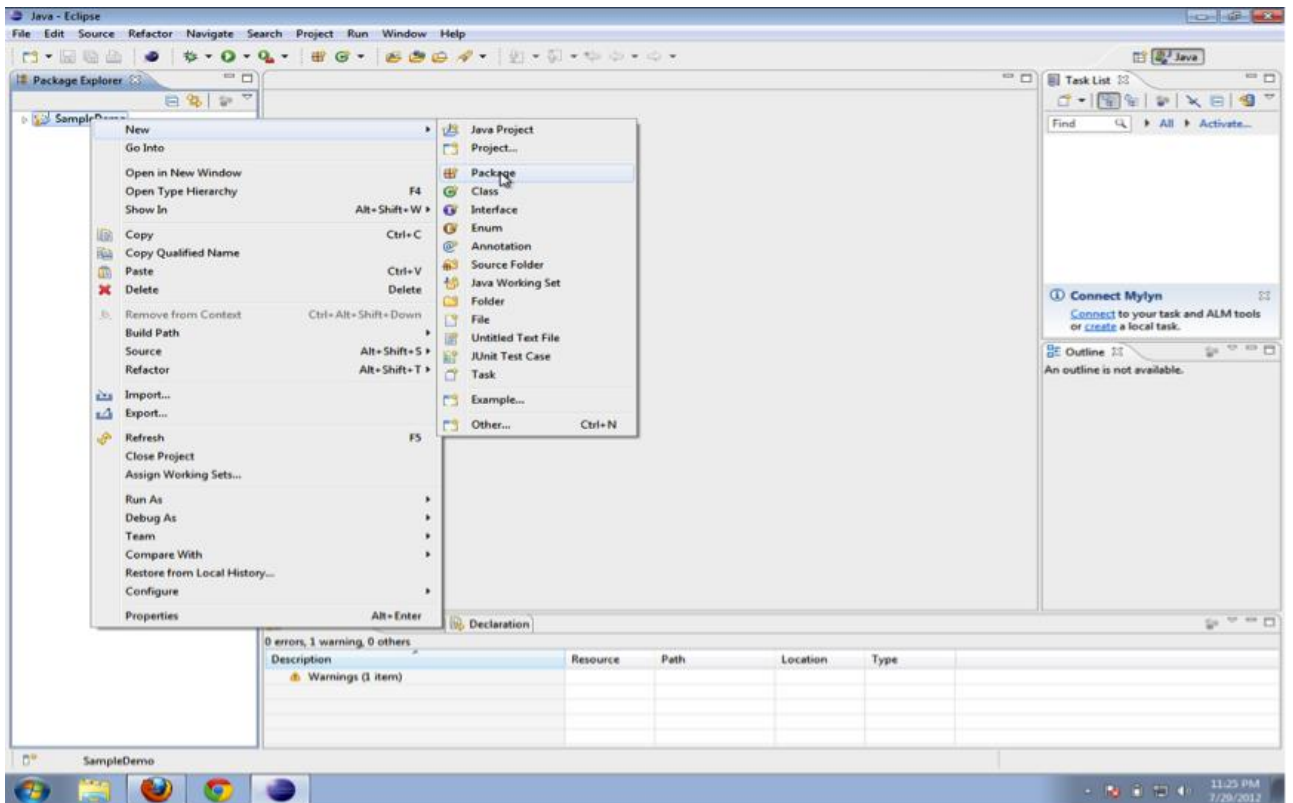 Java - Eclipse
File Edit Source Refactor Navigate Search Project Run Window Help
Java
Package Explorer
SampleDemo
New
Go Into
Open in New Window
Open Type Hierarchy F4
Show In Alt+Shift+W
Copy Ctrl+C
Copy Qualified Name
Paste Ctrl+V
Delete Delete
Remove from Context Ctrl+Alt+Shift+Down
Build Path
Source Alt+Shift+S
Refactor Alt+Shift+T
Import...
Export...
Refresh F5
Close Project
Assign Working Sets...
Run As
Debug As
Team
Compare With
Restore from Local History...
Configure
Properties Alt+Enter
Java Project
Project...
Package
Class
Interface
Enum
Annotation
Source Folder
Java Working Set
Folder
File
Untitled Text File
JUnit Test Case
Task
Example...
Other... Ctrl+N
Task List
Find All Activate...
Connect Mylyn
Connect to your task and ALM tools
or create a local task.
Outline
An outline is not available.
Declaration
0 errors, 1 warning, 0 others
Description Resource Path Location Type
Warnings (1 item)
SampleDemo
11:25 PM
7/29/2012